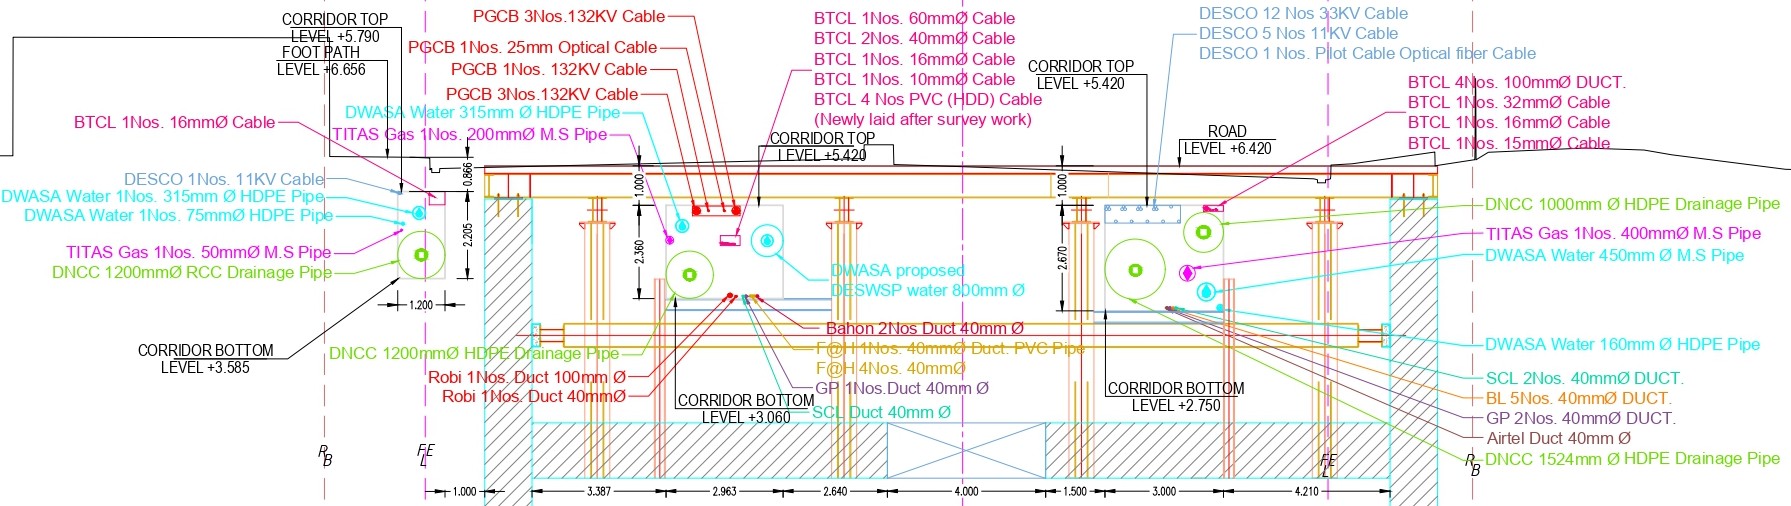 CORRIDOR TOP
LEVEL +5.790
FOOT PATH
LEVEL +6.656
BTCL 1Nos. 16mmØ Cable
DESCO 1Nos. 11KV Cable
DWASA Water 1Nos. 315mm Ø HDPE Pipe
DWASA Water 1Nos. 75mmØ HDPE Pipe
TITAS Gas 1Nos. 50mmØ M.S Pipe
DNCC 1200mmØ RCC Drainage Pipe
0.866
2.205
1.200
CORRIDOR BOTTOM
LEVEL +3.585
PGCB 3Nos.132KV Cable
PGCB 1Nos. 25mm Optical Cable
PGCB 1Nos. 132KV Cable
PGCB 3Nos.132KV Cable
DWASA Water 315mm Ø HDPE Pipe
TITAS Gas 1Nos. 200mmØ M.S Pipe
BTCL 1Nos. 60mmØ Cable
BTCL 2Nos. 40mmØ Cable
BTCL 1Nos. 16mmØ Cable
BTCL 1Nos. 10mmØ Cable
BTCL 4 Nos PVC (HDD) Cable
(Newly laid after survey work)
CORRIDOR TOP
LEVEL +5.420
1.000
2.360
DWASA proposed
DESWSP water 800mm Ø
Bahon 2Nos Duct 40mm Ø
F@H 1Nos. 40mmØ Duct. PVC Pipe
F@H 4Nos. 40mmØ
GP 1Nos.Duct 40mm Ø
SCL Duct 40mm Ø
DNCC 1200mmØ HDPE Drainage Pipe
Robi 1Nos. Duct 100mm Ø
Robi 1Nos. Duct 40mmØ
CORRIDOR BOTTOM
LEVEL +3.060
DESCO 12 Nos 33KV Cable
DESCO 5 Nos 11KV Cable
DESCO 1 Nos. Pilot Cable Optical fiber Cable
CORRIDOR TOP
LEVEL +5.420
BTCL 4Nos. 100mmØ DUCT.
BTCL 1Nos. 32mmØ Cable
BTCL 1Nos. 16mmØ Cable
BTCL 1Nos. 15mmØ Cable
ROAD
LEVEL +6.420
1.000
2.670
DNCC 1000mm Ø HDPE Drainage Pipe
TITAS Gas 1Nos. 400mmØ M.S Pipe
DWASA Water 450mm Ø M.S Pipe
DWASA Water 160mm Ø HDPE Pipe
SCL 2Nos. 40mmØ DUCT.
BL 5Nos. 40mmØ DUCT.
GP 2Nos. 40mmØ DUCT.
Airtel Duct 40mm Ø
DNCC 1524mm Ø HDPE Drainage Pipe
CORRIDOR BOTTOM
LEVEL +2.750
R
B
FE
L
FE
L
R
B
1.000
3.387
2.963
2.640
4.000
1.500
3.000
4.210